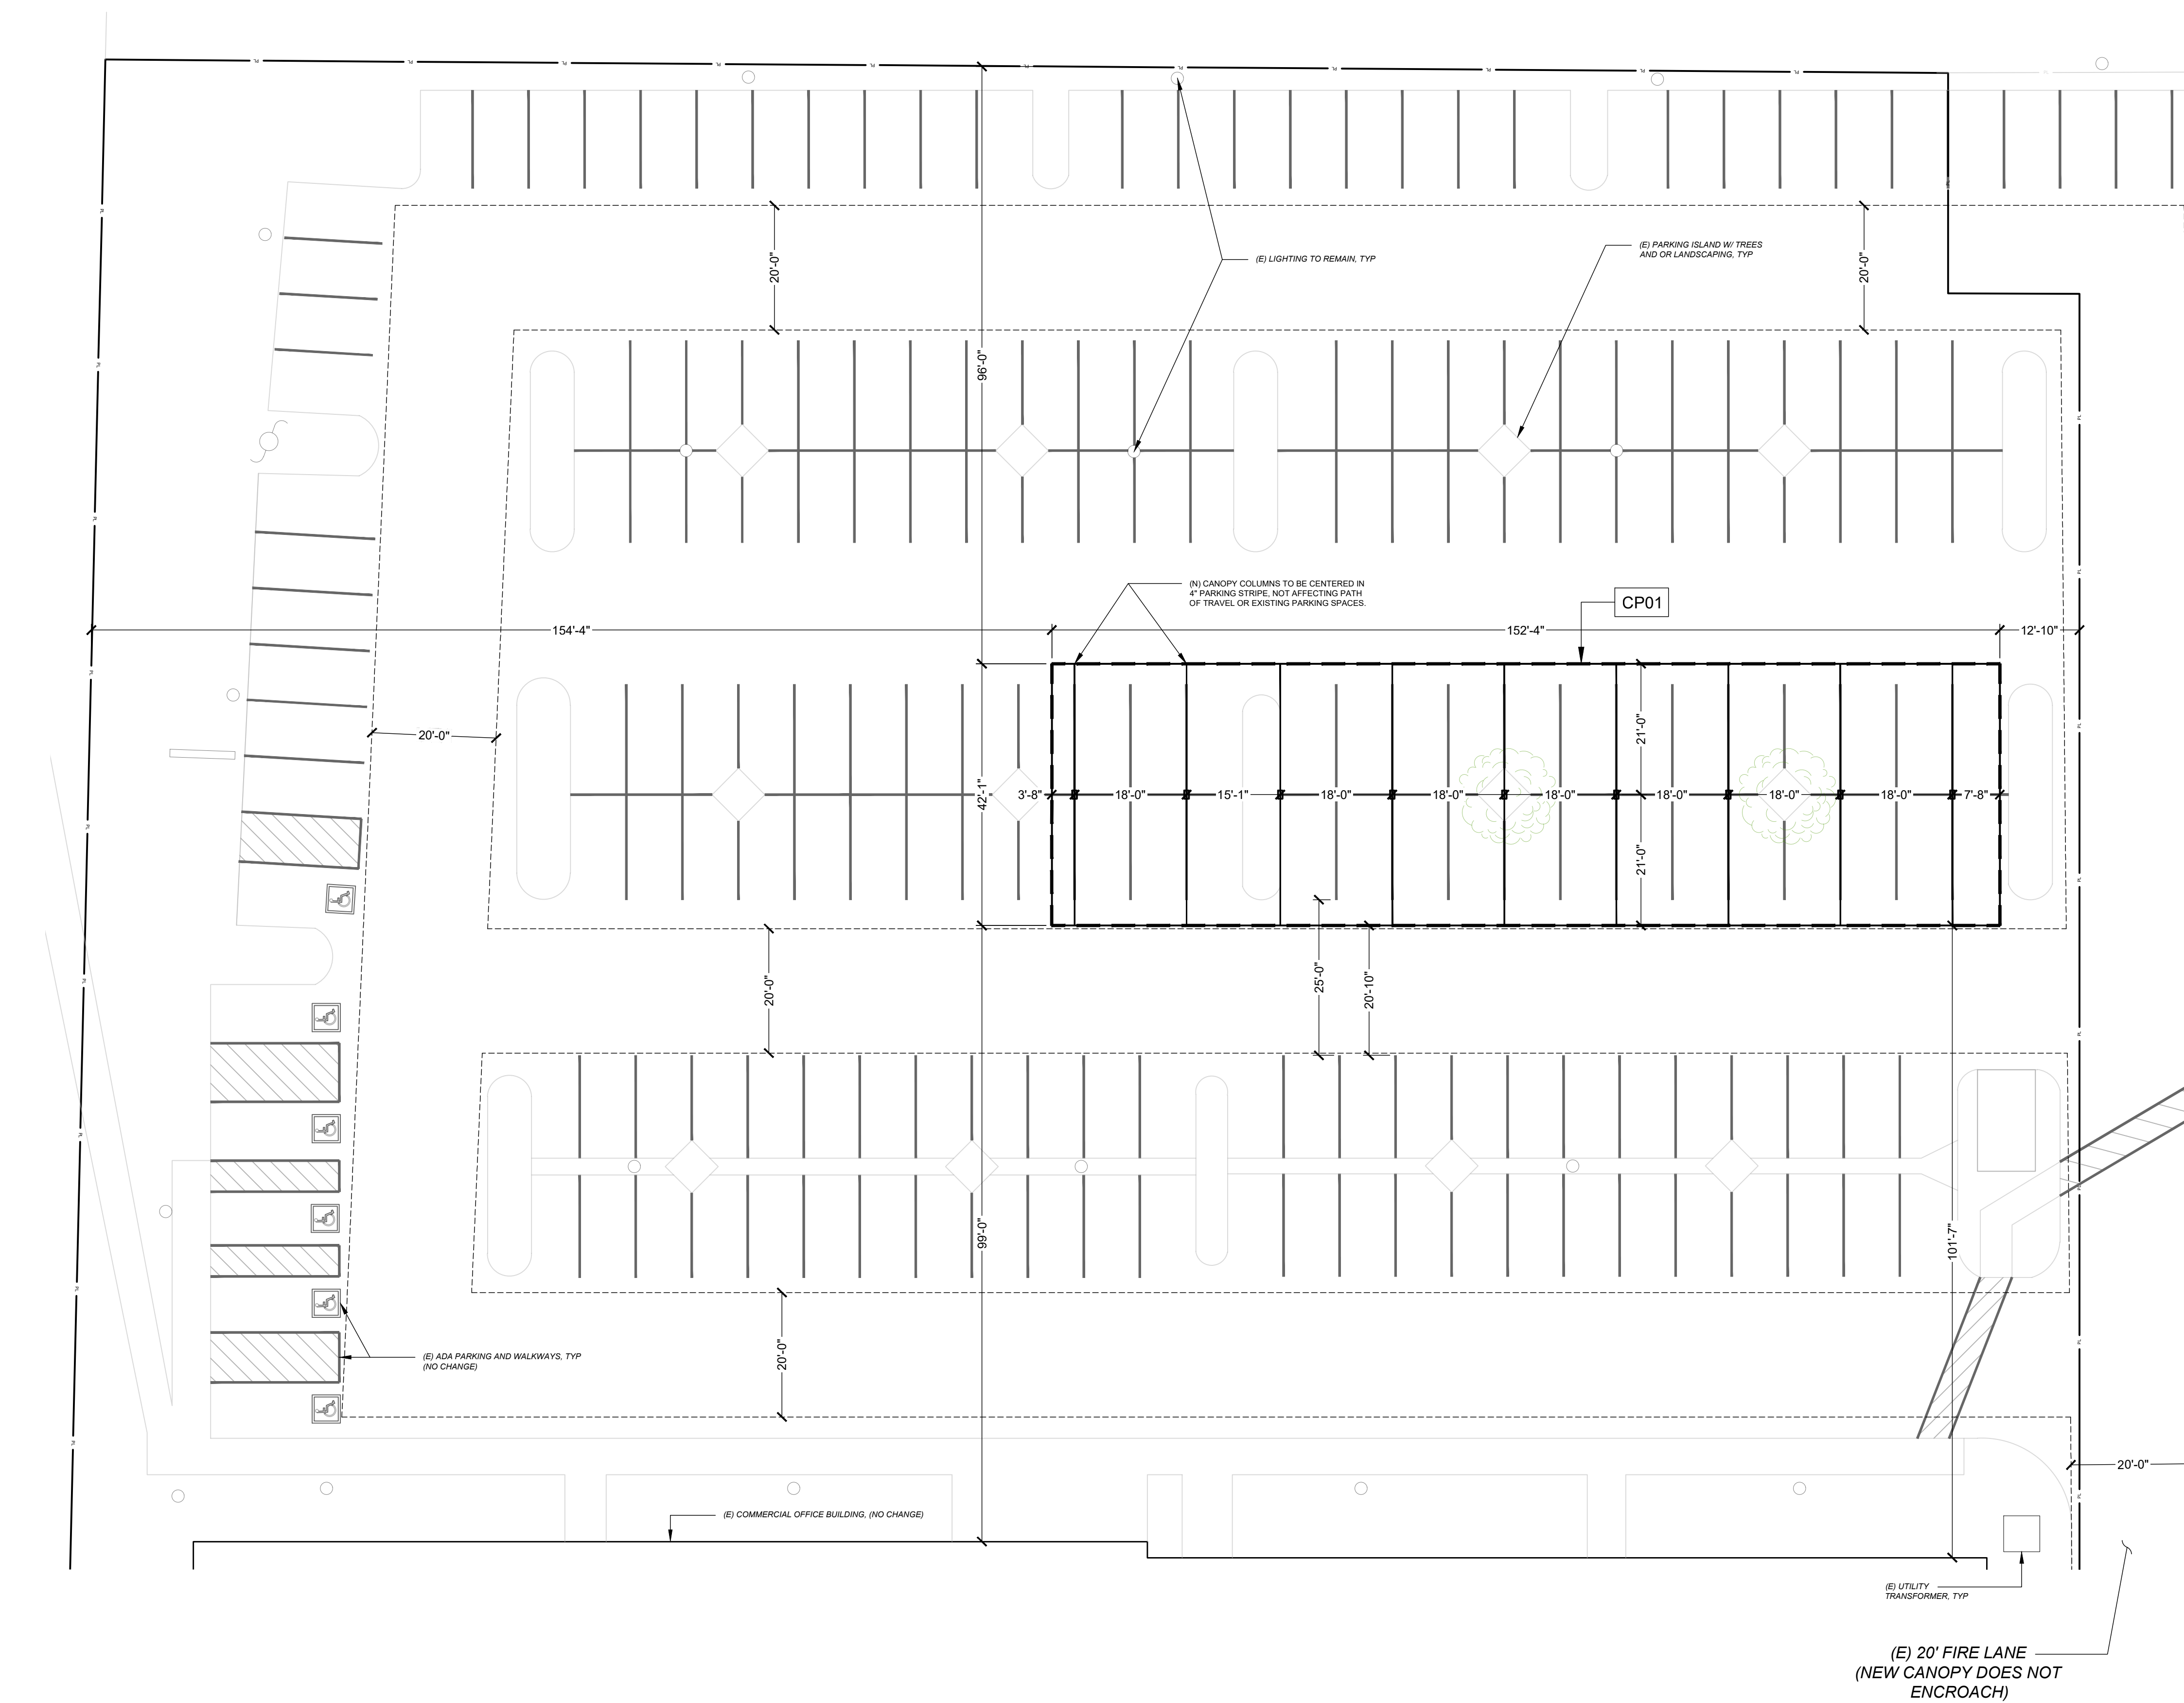 20'-0"
20'-0"
(E) PARKING ISLAND W/ TREES
AND OR LANDSCAPING, TYP
(E) LIGHTING TO REMAIN, TYP
96'-0"
(N) CANOPY COLUMNS TO BE CENTERED IN
4" PARKING STRIPE, NOT AFFECTING PATH
OF TRAVEL OR EXISTING PARKING SPACES.
CP01
154'-4"
152'-4"
12'-10"
20'-0"
21'-0"
42'-1"
3'-8"
18'-0"
15'-1"
18'-0"
18'-0"
18'-0"
18'-0"
18'-0"
18'-0"
7'-8"
21'-0"
20'-0"
25'-0"
20'-10"
99'-0"
101'-7"
20'-0"
(E) ADA PARKING AND WALKWAYS, TYP
(NO CHANGE)
20'-0"
(E) COMMERCIAL OFFICE BUILDING, (NO CHANGE)
(E) UTILITY
TRANSFORMER, TYP
(E) 20' FIRE LANE
(NEW CANOPY DOES NOT
ENCROACH)